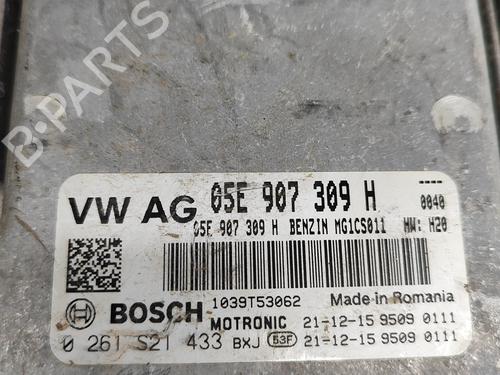 B-PARTS
VW AG 05E 907 309 H
----
0040
05E 907 309 H BENZIN MG1CS011 HW: H20
BOSCH 1039T53062 Made in Romania
MOTRONIC 21-12-15 9509 0111
0 261 S21 433 BXJ 53F 21-12-15 9509 0111